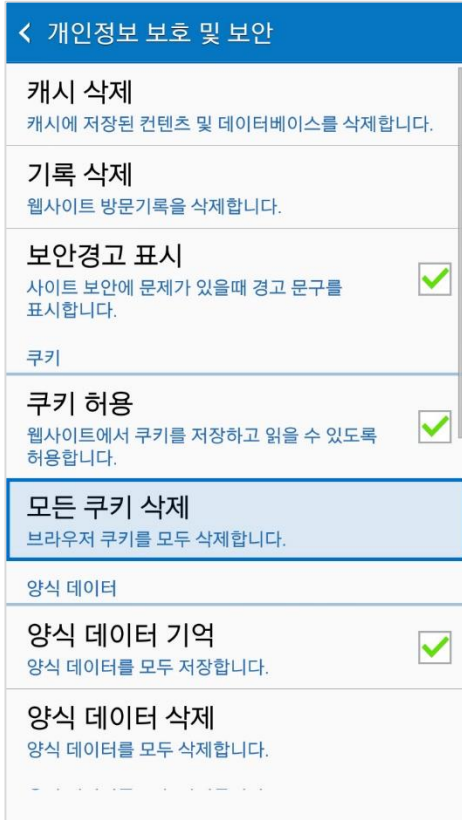 개인정보 보호 및 보안
캐시 삭제
캐시에 저장된 컨텐츠 및 데이터베이스를 삭제합니다.
기록 삭제
웹사이트 방문기록을 삭제합니다.
보안경고 표시
사이트 보안에 문제가 있을때 경고 문구를
표시합니다.
쿠키
쿠키 허용
웹사이트에서 쿠키를 저장하고 읽을 수 있도록
허용합니다.
모든 쿠키 삭제
브라우저 쿠키를 모두 삭제합니다.
양식 데이터
양식 데이터 기억
양식 데이터를 모두 저장합니다.
양식 데이터 삭제
양식 데이터를 모두 삭제합니다.